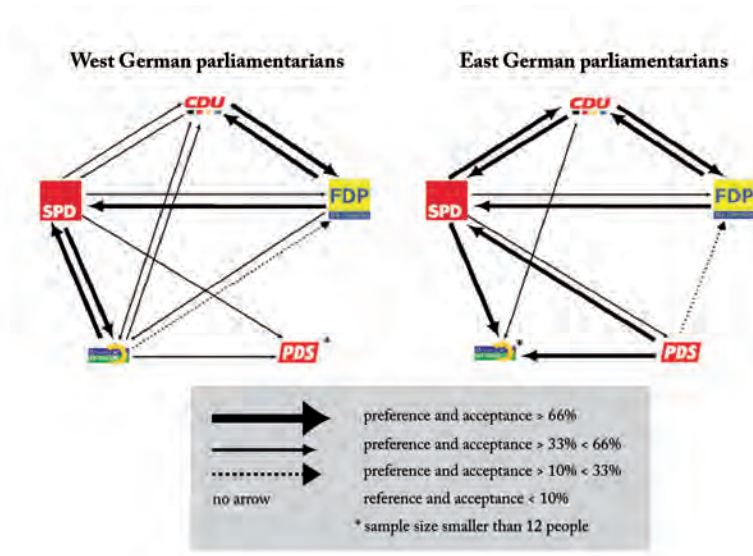 West German parliamentarians
East German parliamentarians
CDU
CDU
SPD
FDP
SPD
FDP
PDS *
*
PDS
preference and acceptance > 66%
preference and acceptance > 33% < 66%
preference and acceptance > 10% < 33%
no arrow
reference and acceptance < 10%
* sample size smaller than 12 people